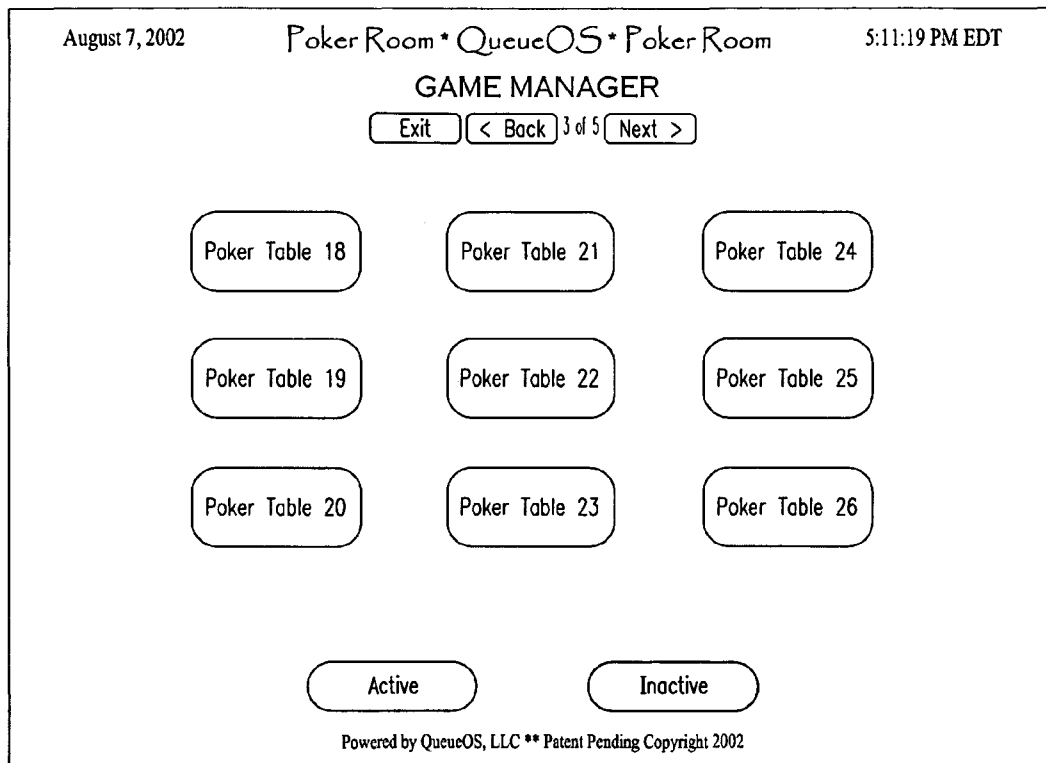 August 7, 2002 Poker Room * QueueOS * Poker Room 5:11:19 PM EDT
GAME MANAGER
Exit < Back 3 of 5 Next >
Poker Table 18 Poker Table 21 Poker Table 24
Poker Table 19 Poker Table 22 Poker Table 25
Poker Table 20 Poker Table 23 Poker Table 26
Active Inactive
Powered by QueueOS, LLC ** Patent Pending Copyright 2002